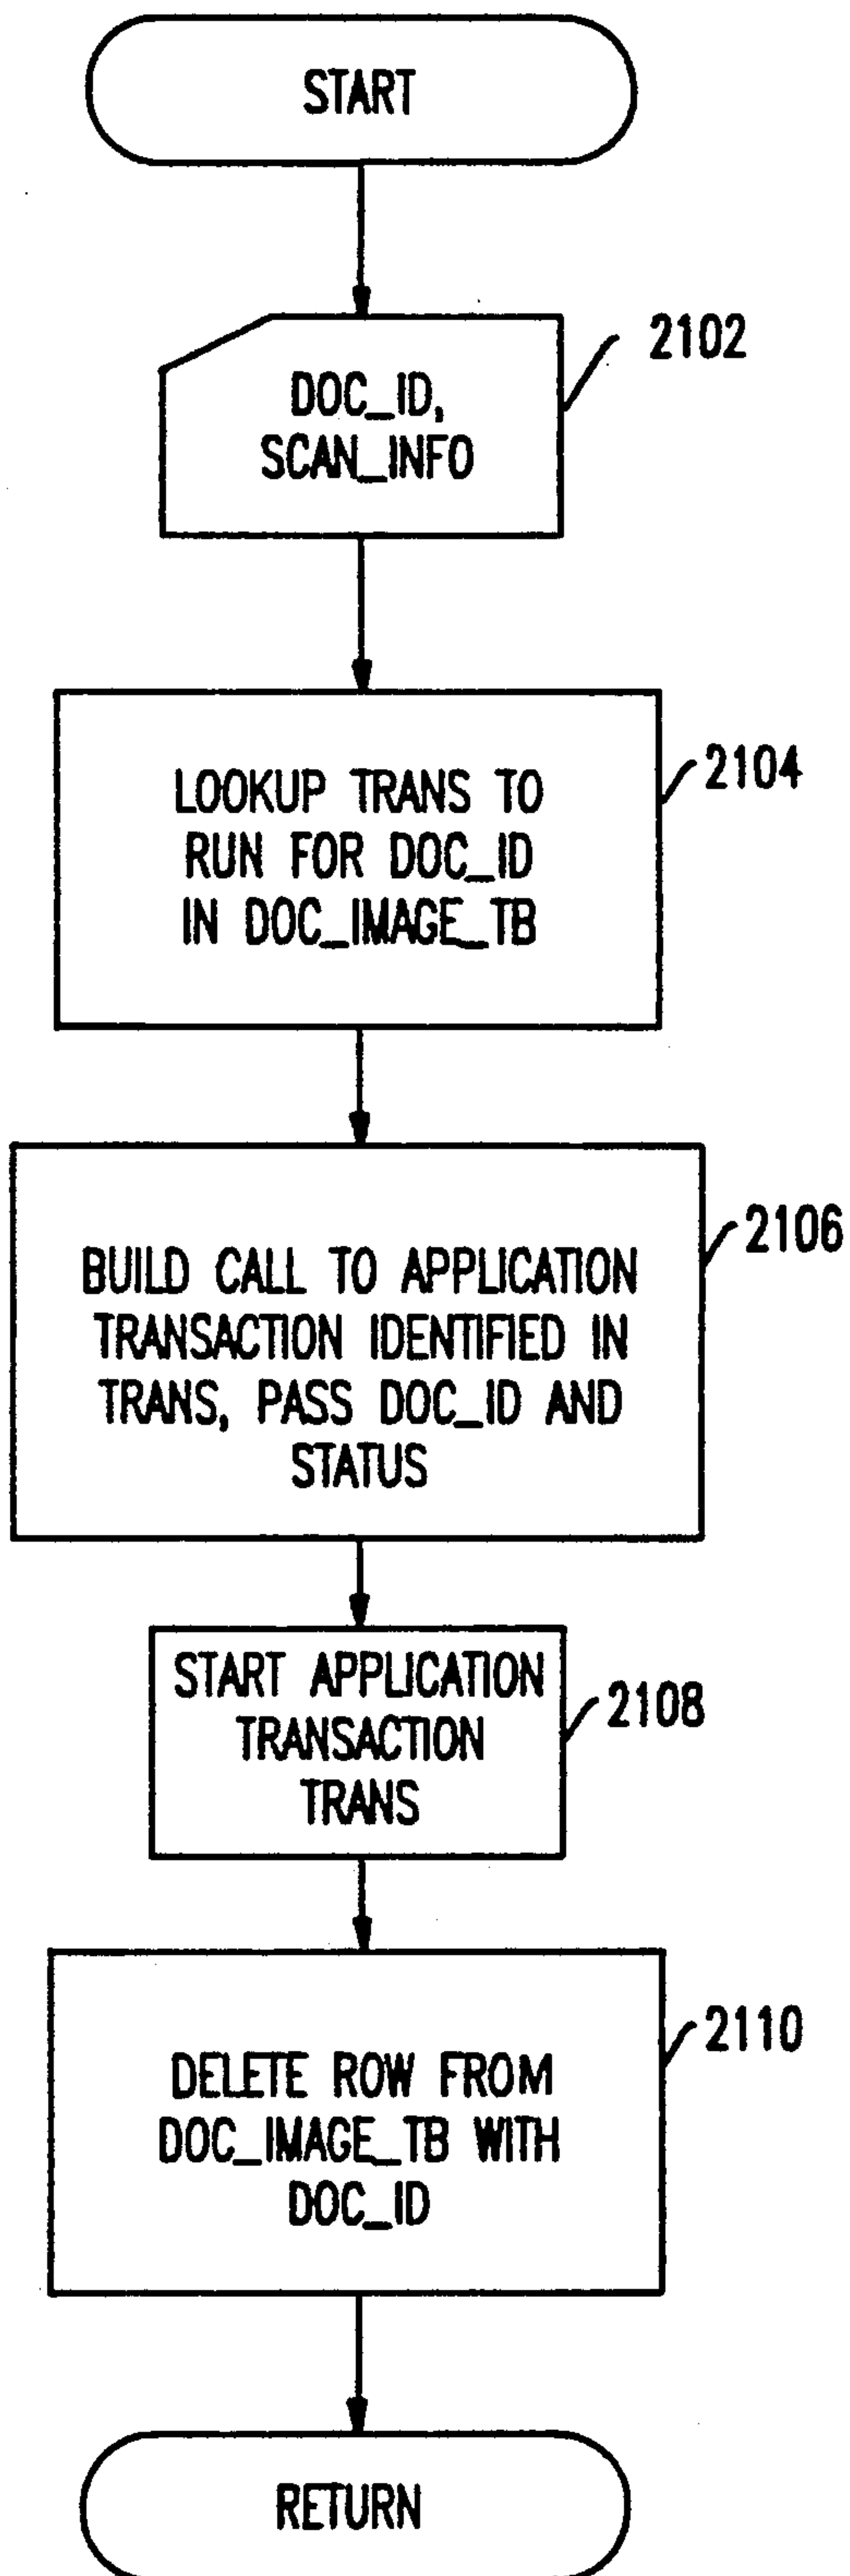 START
2102
DOC_ID,
SCAN_INFO
2104
LOOKUP TRANS TO
RUN FOR DOC_ID
IN DOC_IMAGE_TB
2106
BUILD CALL TO APPLICATION
TRANSACTION IDENTIFIED IN
TRANS, PASS DOC_ID AND
STATUS
START APPLICATION
2108
TRANSACTION
TRANS
2110
DELETE ROW FROM
DOC_IMAGE_TB WITH
DOC_ID
RETURN